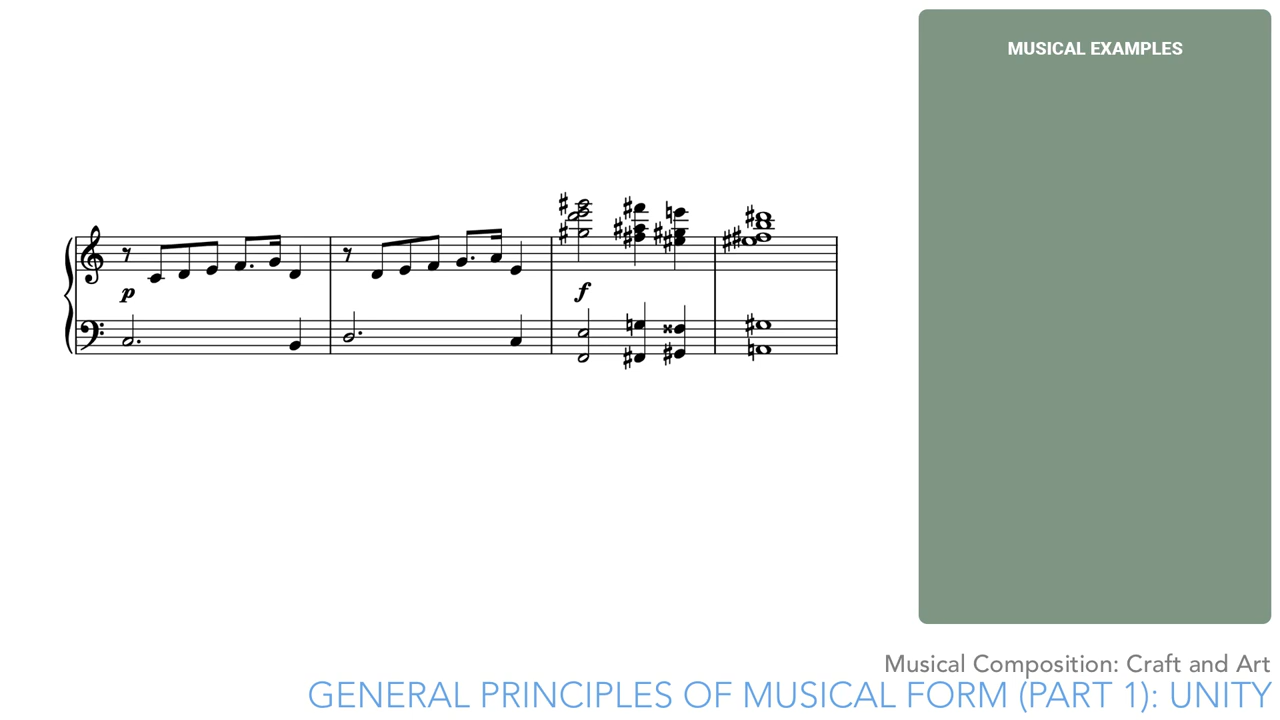 MUSICAL EXAMPLES
p
f
Musical Composition: Craft and Art
GENERAL PRINCIPLES OF MUSICAL FORM (PART 1): UNITY